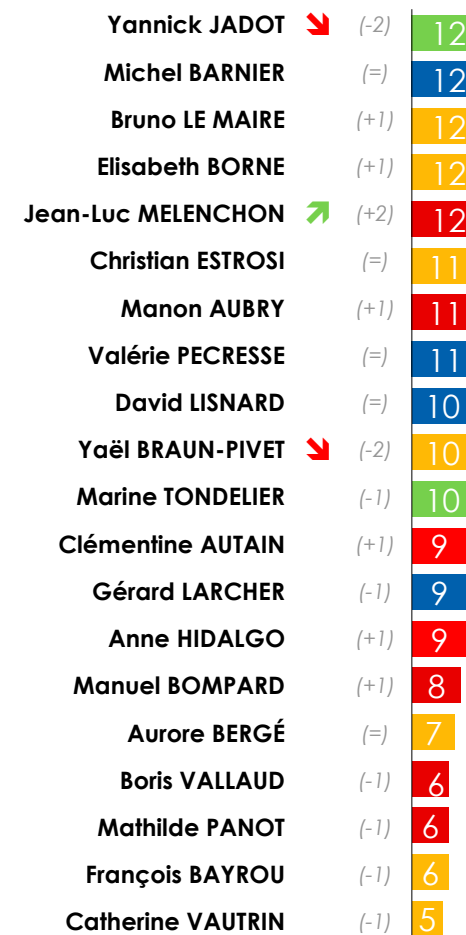 Yannick JADOT (-2) 12
Michel BARNIER (=) 12
Bruno LE MAIRE (+1) 12
Elisabeth BORNE (+1) 12
Jean-Luc MELENCHON (+2) 12
Christian ESTROSI (=) 11
Manon AUBRY (+1) 11
Valérie PECRESSE (=) 11
David LISNARD (=) 10
Yaël BRAUN-PIVET (-2) 10
Marine TONDELIER (-1) 10
Clémentine AUTAIN (+1) 9
Gérard LARCHER (-1) 9
Anne HIDALGO (+1) 9
Manuel BOMPARD (+1) 8
Aurore BERGÉ (=) 7
Boris VALLAUD (-1) 6
Mathilde PANOT (-1) 6
François BAYROU (-1) 6
Catherine VAUTRIN (-1) 5